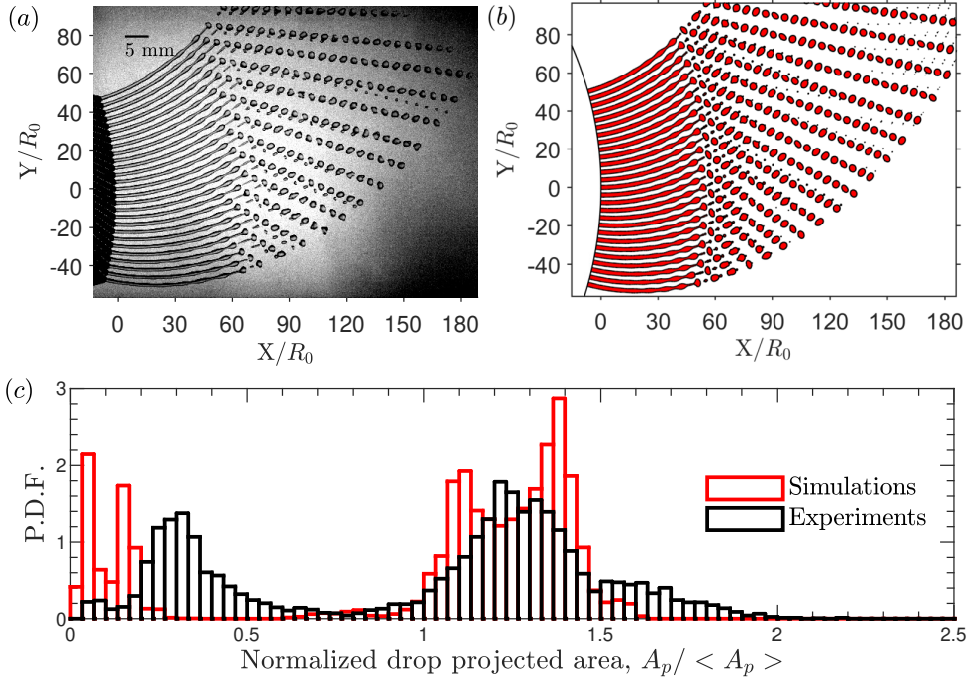 (a)
80
60
40
20
0
-20
-40
Y/R₀
5 mm
0 30 60 90 120 150 180
X/R₀
(b)
80
60
40
20
0
-20
-40
Y/R₀
0 30 60 90 120 150 180
X/R₀
(c)
3
2
1
0
P.D.F.
Simulations
Experiments
0 0.5 1 1.5 2 2.5
Normalized drop projected area, Aₚ/ < Aₚ >